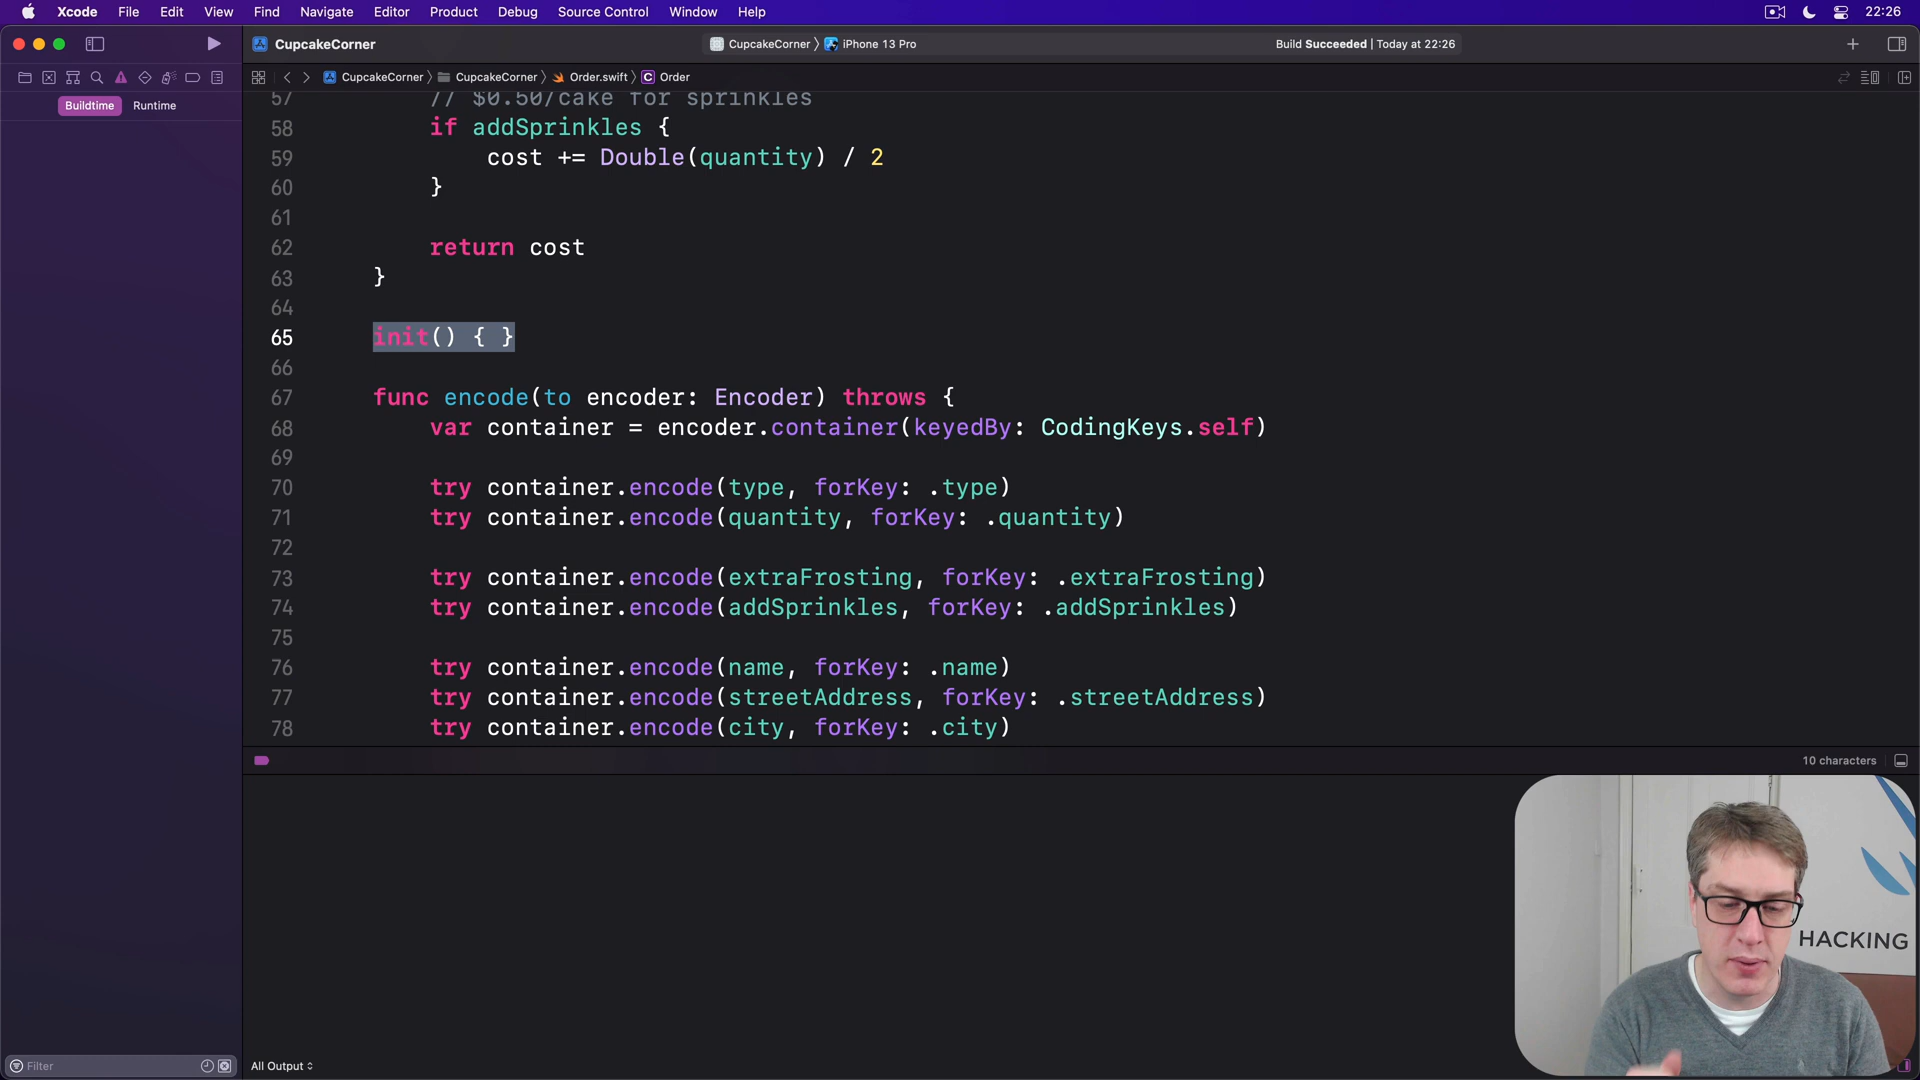 Xcode File Edit View Find Navigate Editor Product Debug Source Control Window Help 22:26
CupcakeCorner
CupcakeCorner iPhone 13 Pro
Build Succeeded | Today at 22:26
CupcakeCorner CupcakeCorner Order.swift C Order
Buildtime Runtime
57 // $0.50/cake for sprinkles
58 if addSprinkles {
59 cost += Double(quantity) / 2
60 }
61
62 return cost
63 }
64
65 init() { }
66
67 func encode(to encoder: Encoder) throws {
68 var container = encoder.container(keyedBy: CodingKeys.self)
69
70 try container.encode(type, forKey: .type)
71 try container.encode(quantity, forKey: .quantity)
72
73 try container.encode(extraFrosting, forKey: .extraFrosting)
74 try container.encode(addSprinkles, forKey: .addSprinkles)
75
76 try container.encode(name, forKey: .name)
77 try container.encode(streetAddress, forKey: .streetAddress)
78 try container.encode(city, forKey: .city)
10 characters
HACKING
Filter
All Output